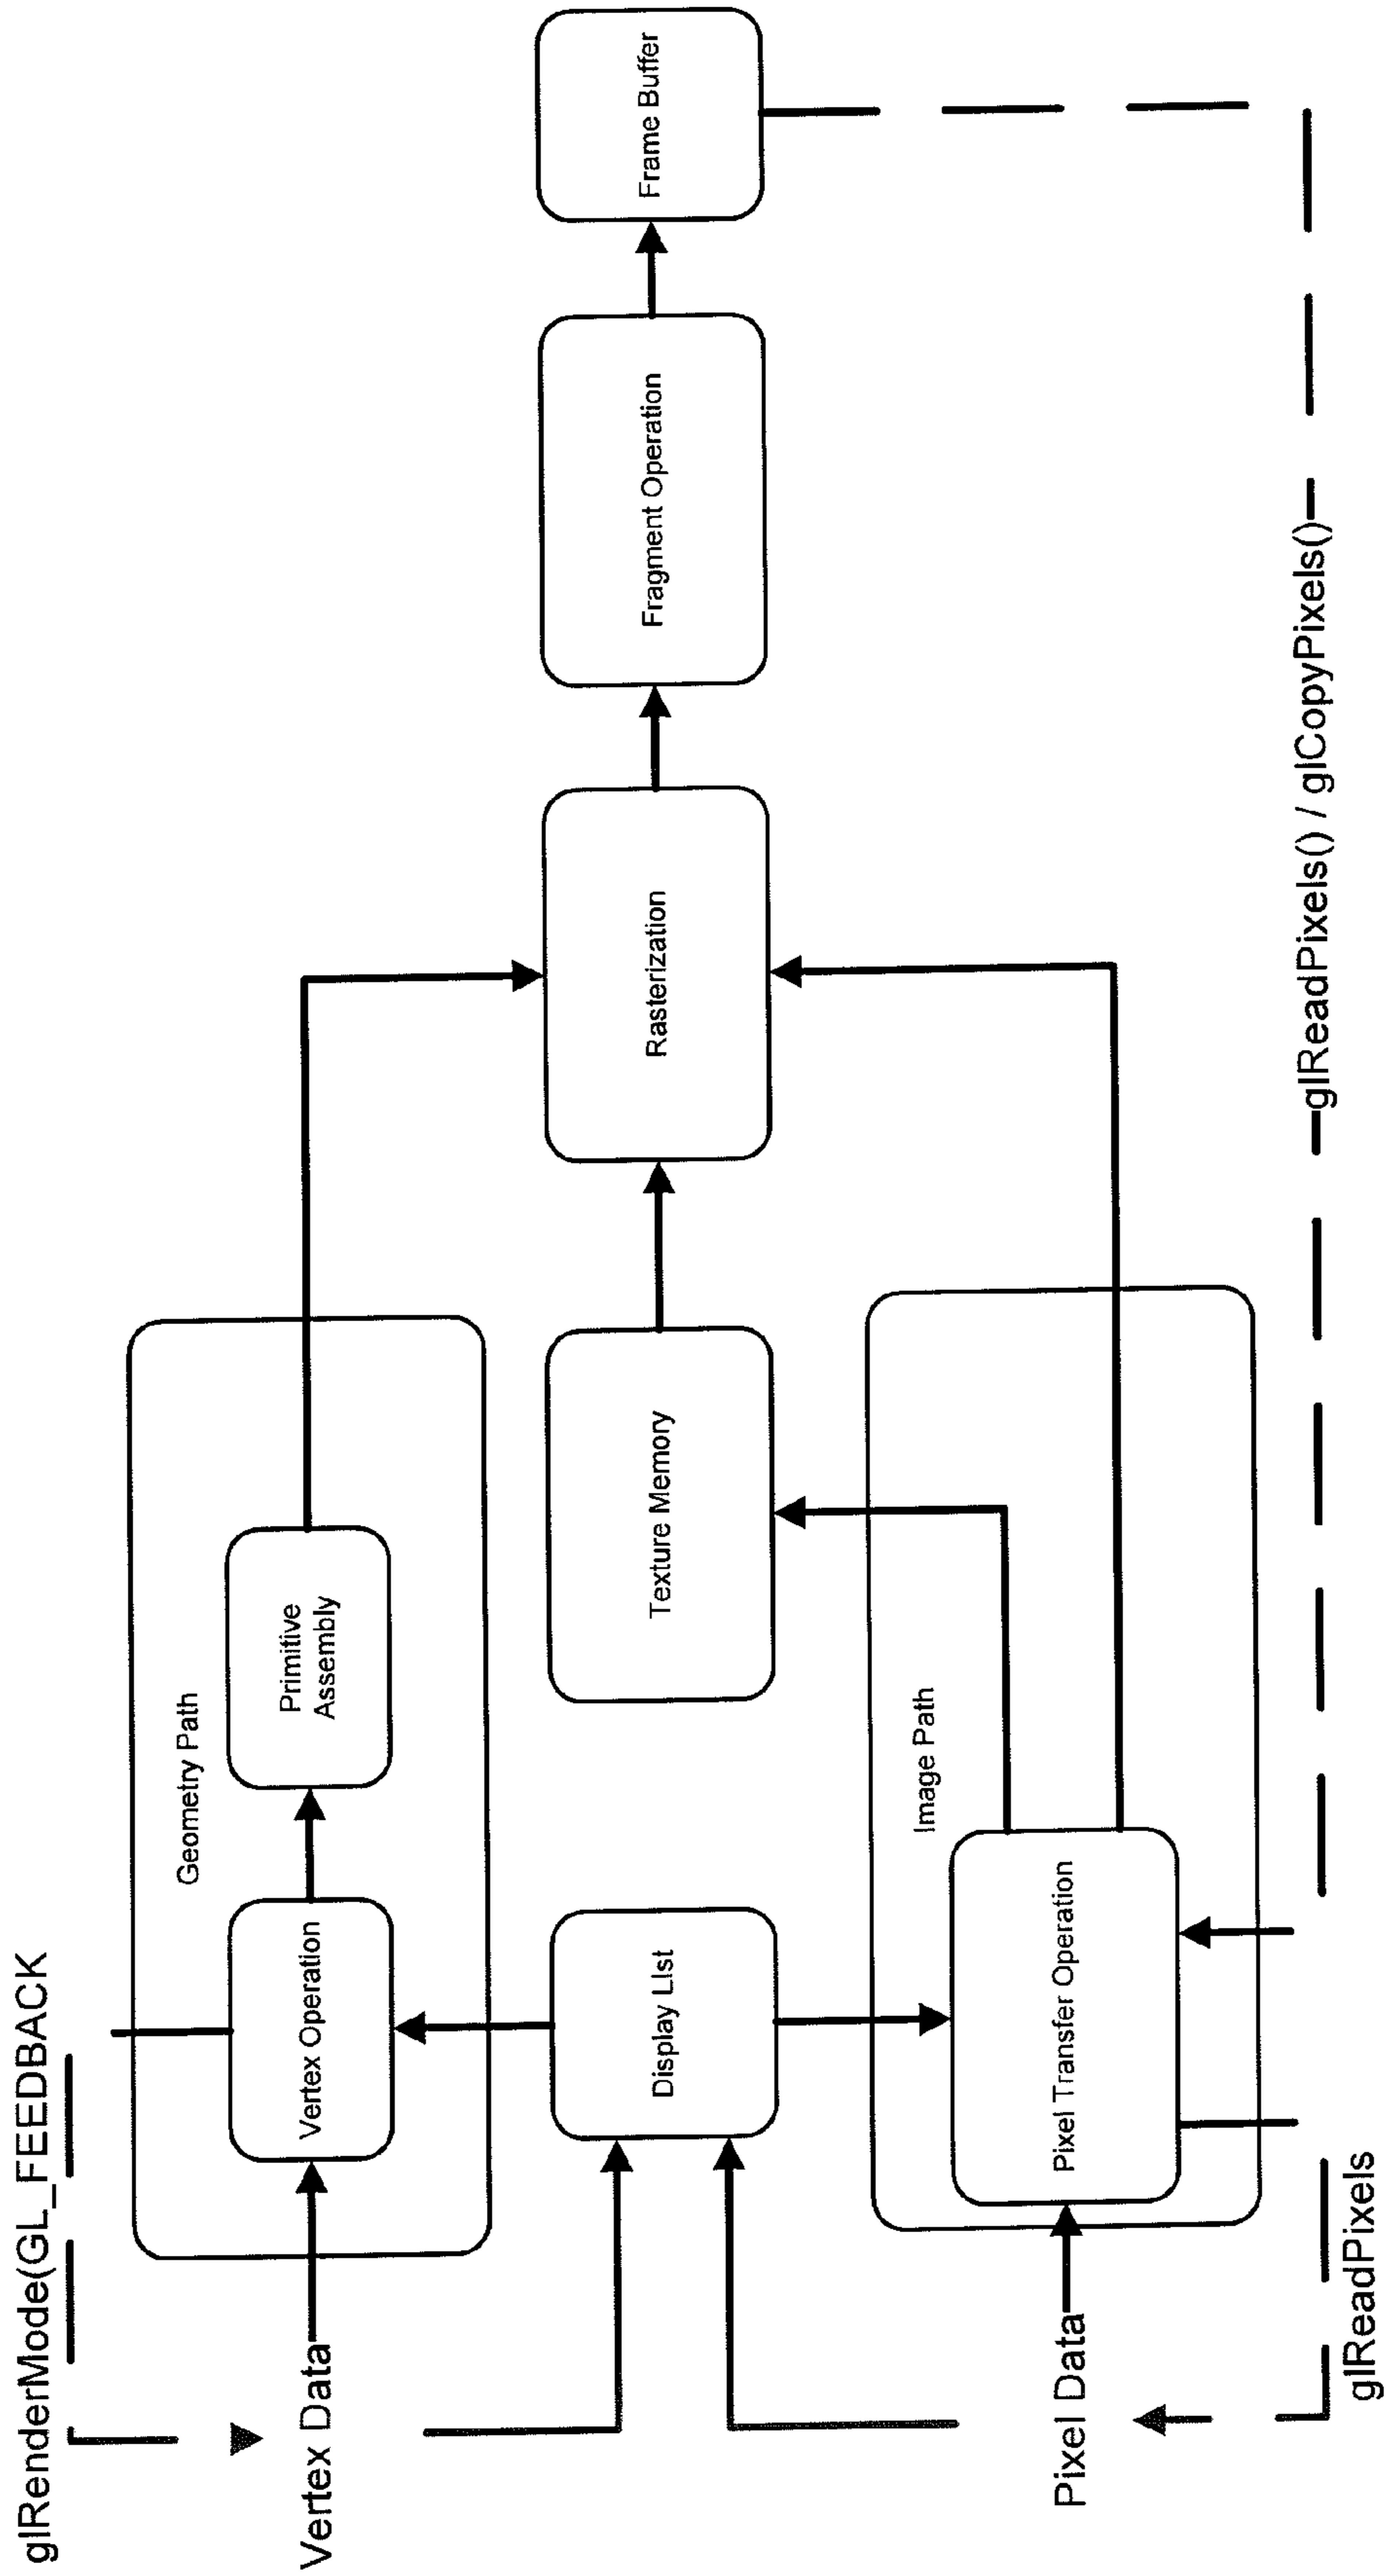 glRenderMode(GL_FEEDBACK
Geometry Path
Vertex Data
Vertex Operation
Primitive
Assembly
Display LIst
Texture Memory
Rasterization
Fragment Operation
Frame Buffer
Image Path
Pixel Data
Pixel Transfer Operation
glReadPixels() / glCopyPixels()
glReadPixels